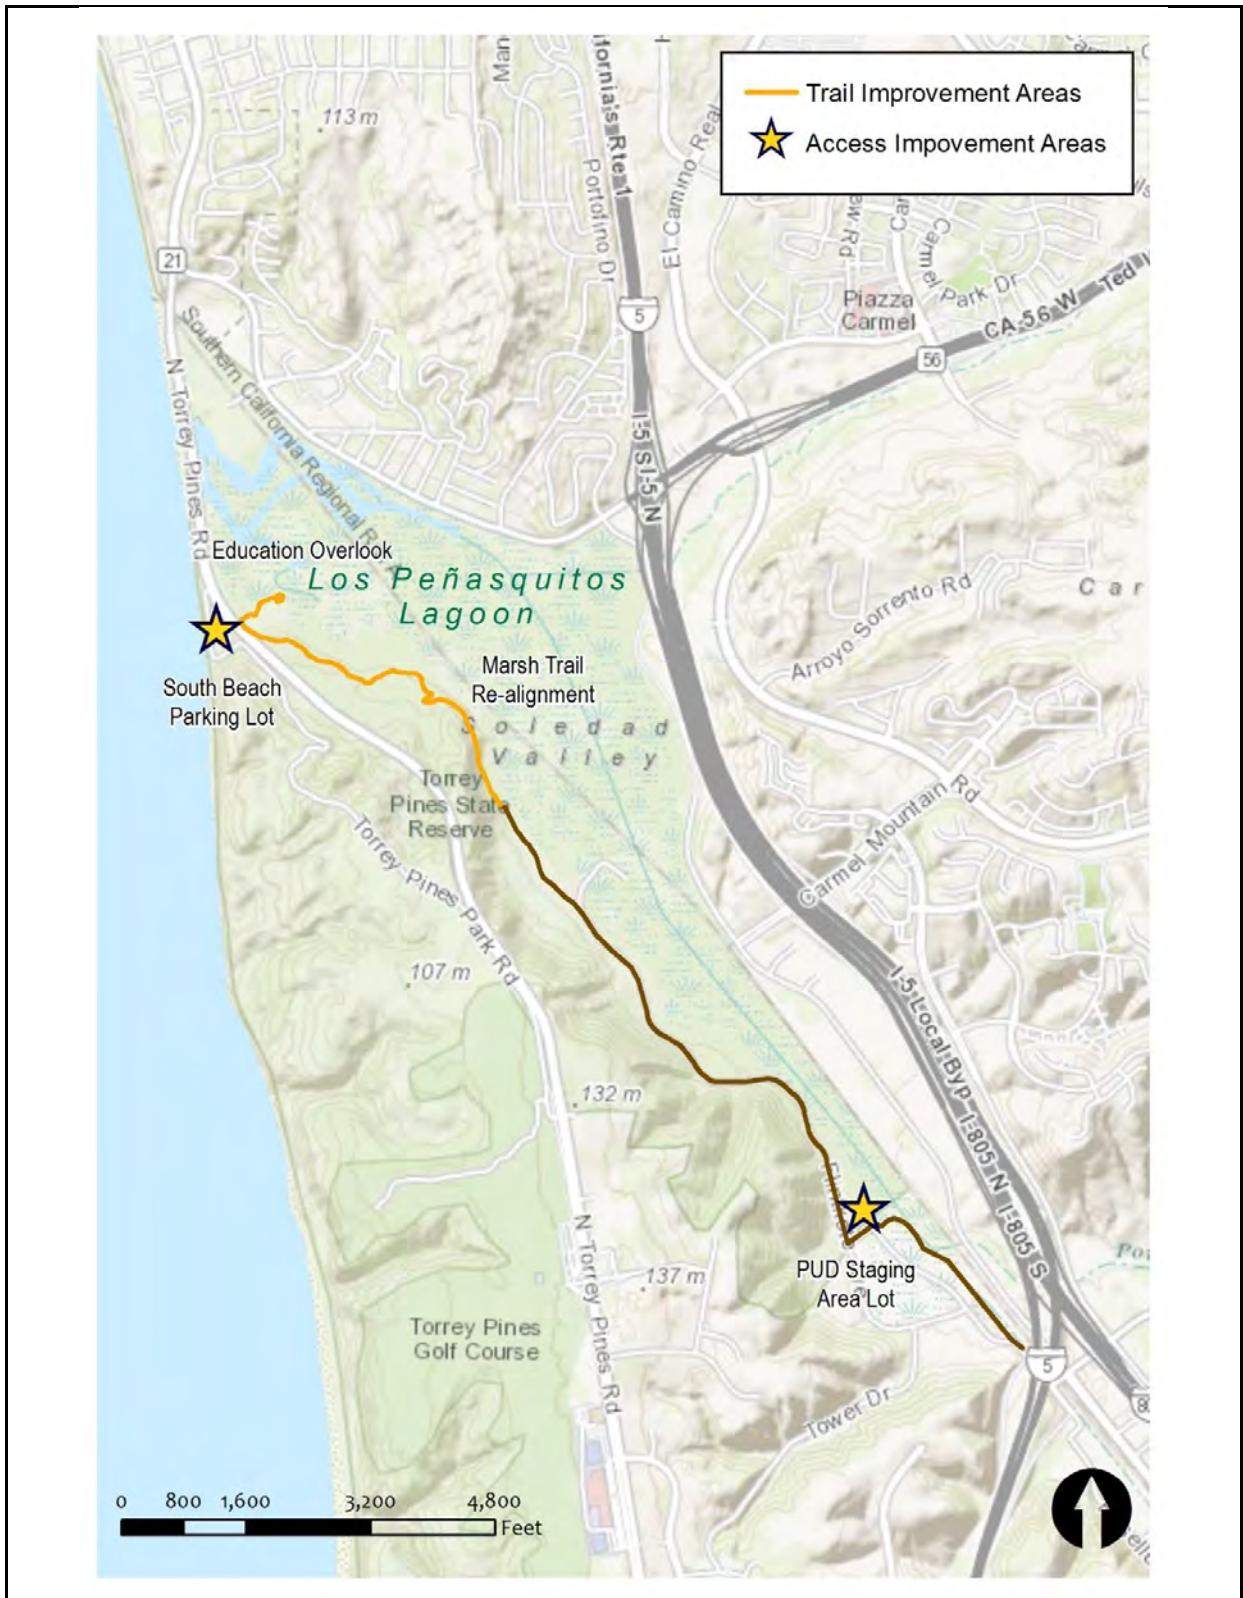 Trail Improvement Areas
Access Impovement Areas
113 m
ifornia's Rte 1
Portofino Dr
El Camino Real
Carmel Park Dr
Piazza
Carmel
CA-56 W
Ted
5
56
21
Southern California Regional R
N Torrey Pines Rd
I-5 S
I-5 N
Education Overlook
Los Peñasquitos
Lagoon
Arroyo Sorrento Rd
Car
South Beach
Parking Lot
Marsh Trail
Re-alignment
Soledad
Valley
Torrey
Pines State
Reserve
Torrey Pines Park Rd
Carmel Mountain Rd
107 m
I-5 Local Byp
I-805 N
I-805 S
132 m
N Torrey Pines Rd
137 m
PUD Staging
Area Lot
Torrey Pines
Golf Course
Tower Dr
5
80
0 800 1,600 3,200 4,800
Feet